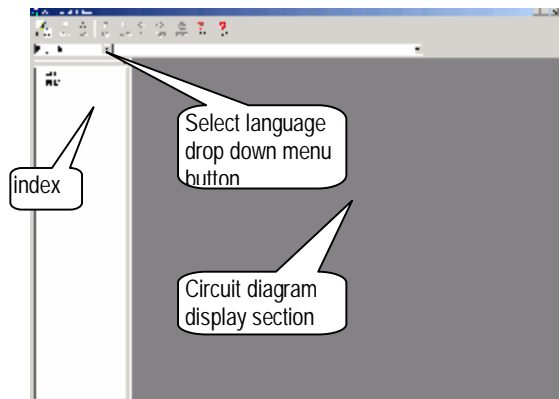 Select language
drop down menu
button
index
Circuit diagram
display section